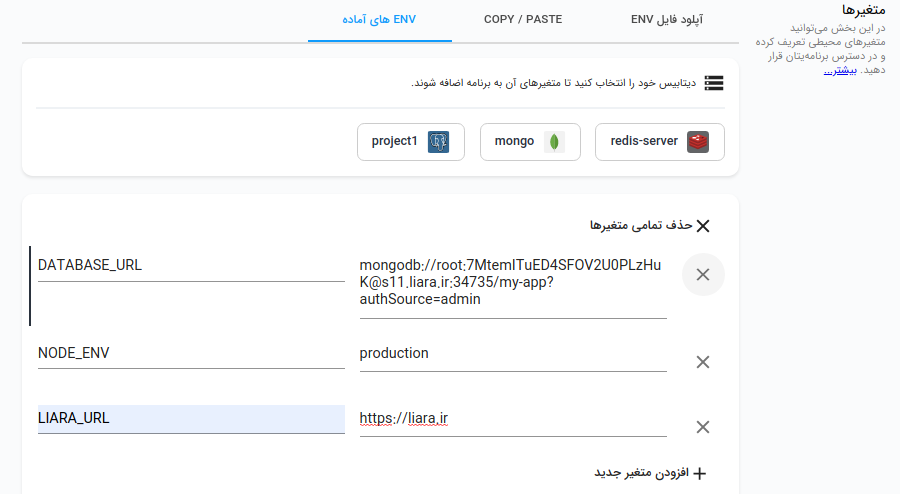 متغیرها
در این بخش می‌توانید
متغیرهای محیطی تعریف کرده
و در دسترس برنامه‌یتان قرار
دهید. بیشتر...
آپلود فایل ENV
COPY / PASTE
ENV های آماده
دیتابیس خود را انتخاب کنید تا متغیرهای آن به برنامه اضافه شوند.
redis-server
mongo
project1
حذف تمامی متغیرها
DATABASE_URL
mongodb://root:7MtemITuED4SFOV2U0PLzHu
K@s11.liara.ir:34735/my-app?
authSource=admin
NODE_ENV
production
LIARA_URL
https://liara.ir
افزودن متغیر جدید